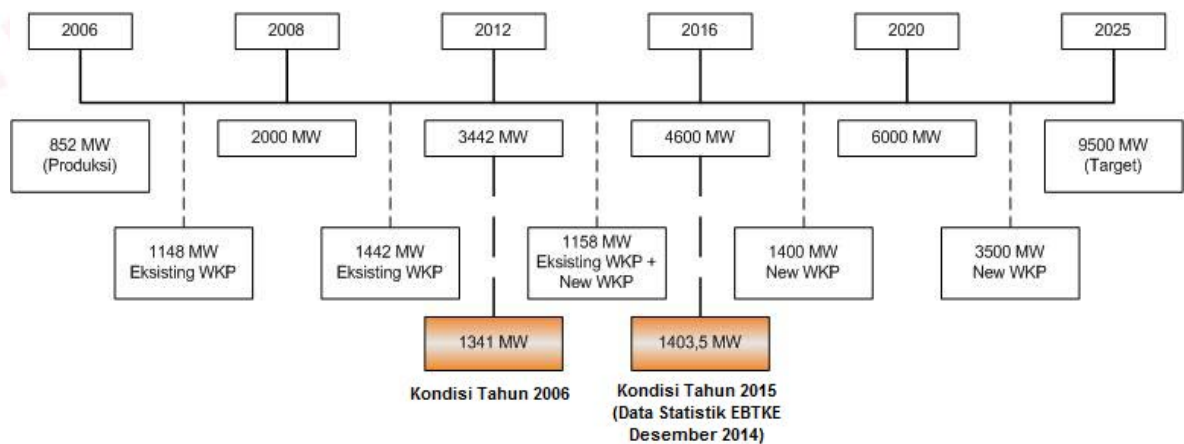 2006
2008
2012
2016
2020
2025
852 MW
(Produksi)
2000 MW
3442 MW
4600 MW
6000 MW
9500 MW
(Target)
1148 MW
Eksisting WKP
1442 MW
Eksisting WKP
1158 MW
Eksisting WKP +
New WKP
1400 MW
New WKP
3500 MW
New WKP
1341 MW
1403,5 MW
Kondisi Tahun 2006
Kondisi Tahun 2015
(Data Statistik EBTKE
Desember 2014)